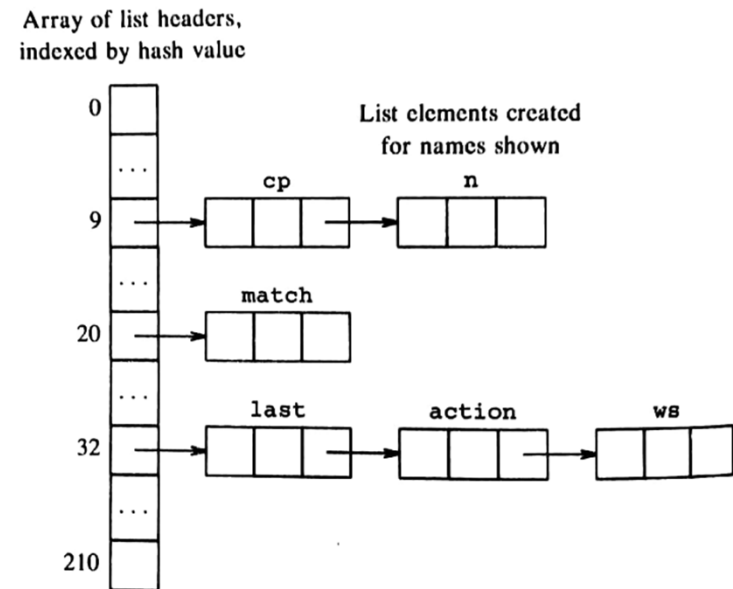 Array of list headers,
indexed by hash value
0
List elements created
for names shown
...
cp
n
9
...
match
20
...
last
action
ws
32
...
210